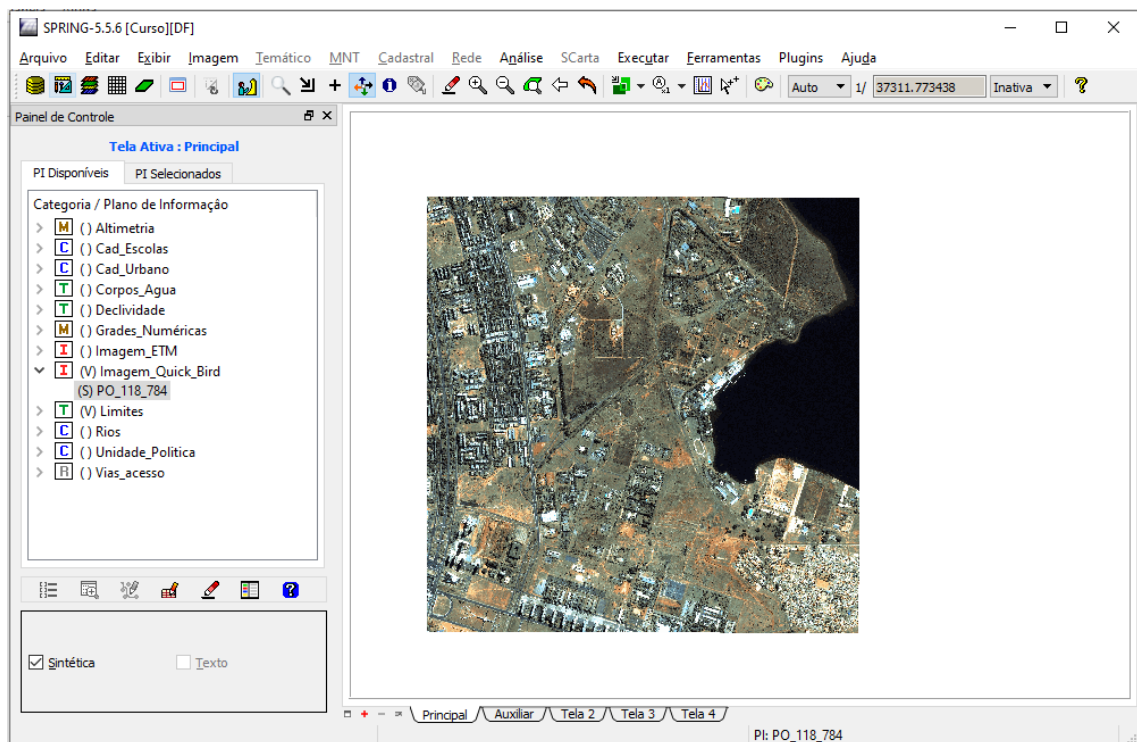 SPRING-5.5.6 [Curso][DF]
Arquivo Editar Exibir Imagem Temático MNT Cadastral Rede Análise SCarta Executar Ferramentas Plugins Ajuda
Auto 1/ 37311.773438 Inativa
Painel de Controle
Tela Ativa : Principal
PI Disponíveis PI Selecionados
Categoria / Plano de Informação
M ( ) Altimetria
C ( ) Cad_Escolas
C ( ) Cad_Urbano
T ( ) Corpos_Agua
T ( ) Declividade
M ( ) Grades_Numéricas
I ( ) Imagem_ETM
I (V) Imagem_Quick_Bird
(S) PO_118_784
T (V) Limites
C ( ) Rios
C ( ) Unidade_Politica
R ( ) Vias_acesso
Sintética Texto
Principal Auxiliar Tela 2 Tela 3 Tela 4
PI: PO_118_784